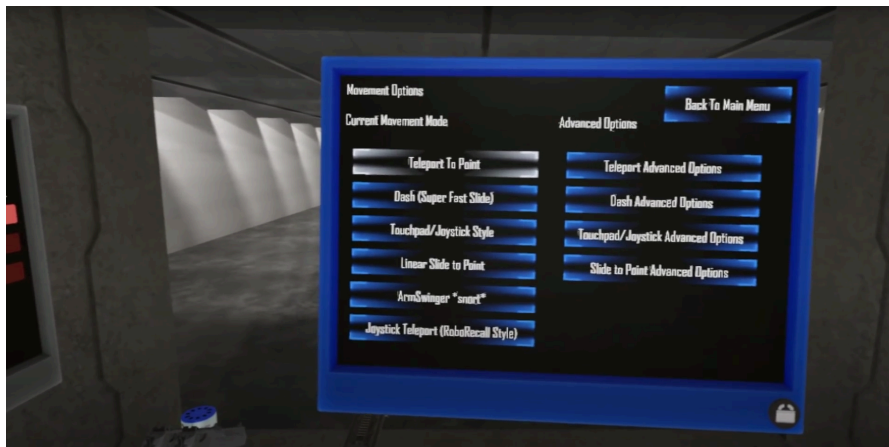 Movement Options
Back To Main Menu
Current Movement Mode
Advanced Options
Teleport To Point
Teleport Advanced Options
Dash (Super Fast Slide)
Dash Advanced Options
Touchpad/Joystick Style
Touchpad/Joystick Advanced Options
Linear Slide to Point
Slide to Point Advanced Options
ArmSwinger *snort*
Joystick Teleport (RoboRecall Style)